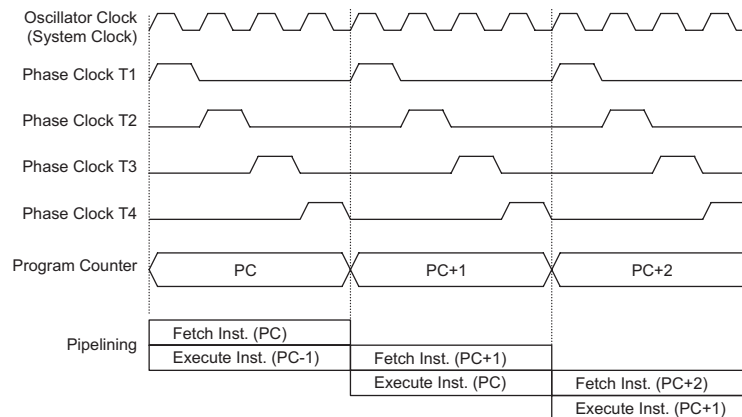 Oscillator Clock
(System Clock)
Phase Clock T1
Phase Clock T2
Phase Clock T3
Phase Clock T4
Program Counter
PC
PC+1
PC+2
Pipelining
Fetch Inst. (PC)
Execute Inst. (PC-1)
Fetch Inst. (PC+1)
Execute Inst. (PC)
Fetch Inst. (PC+2)
Execute Inst. (PC+1)